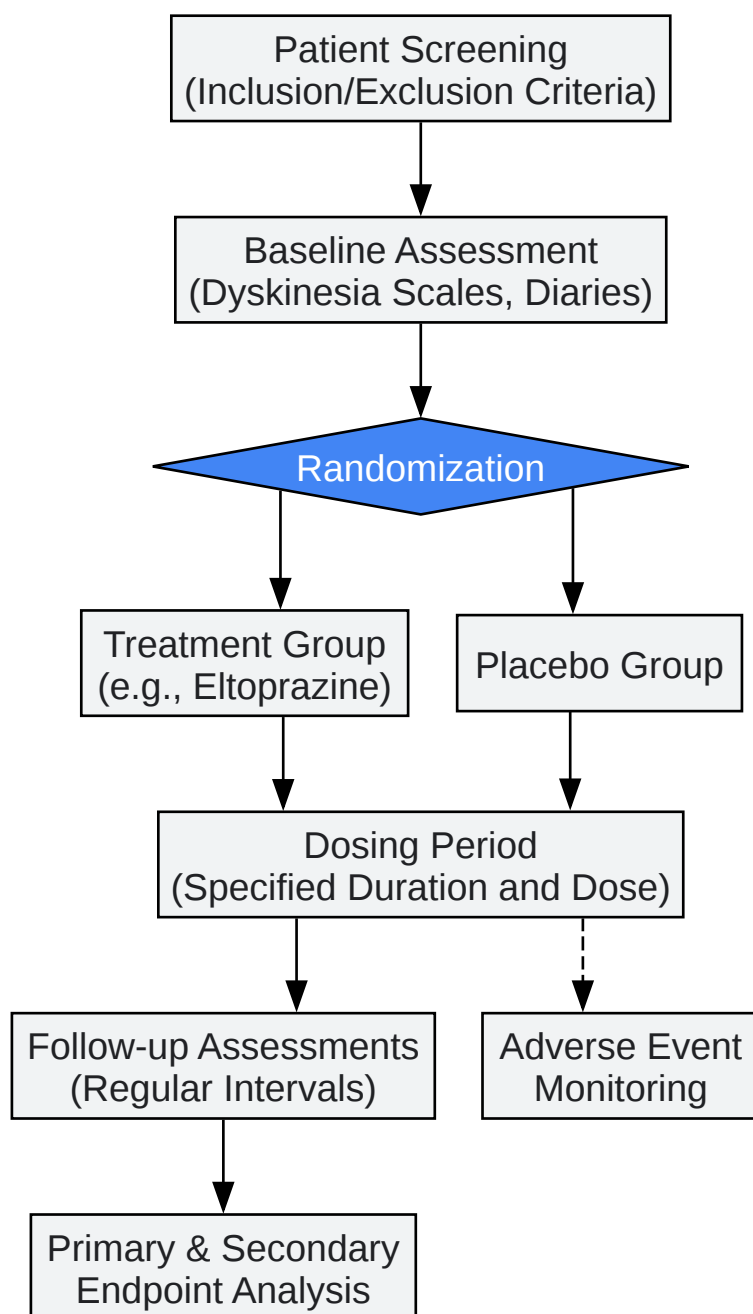 Patient Screening
(Inclusion/Exclusion Criteria)
Baseline Assessment
(Dyskinesia Scales, Diaries)
Randomization
Treatment Group
(e.g., Eltoprazine)
Placebo Group
Dosing Period
(Specified Duration and Dose)
Follow-up Assessments
(Regular Intervals)
Adverse Event
Monitoring
Primary & Secondary
Endpoint Analysis